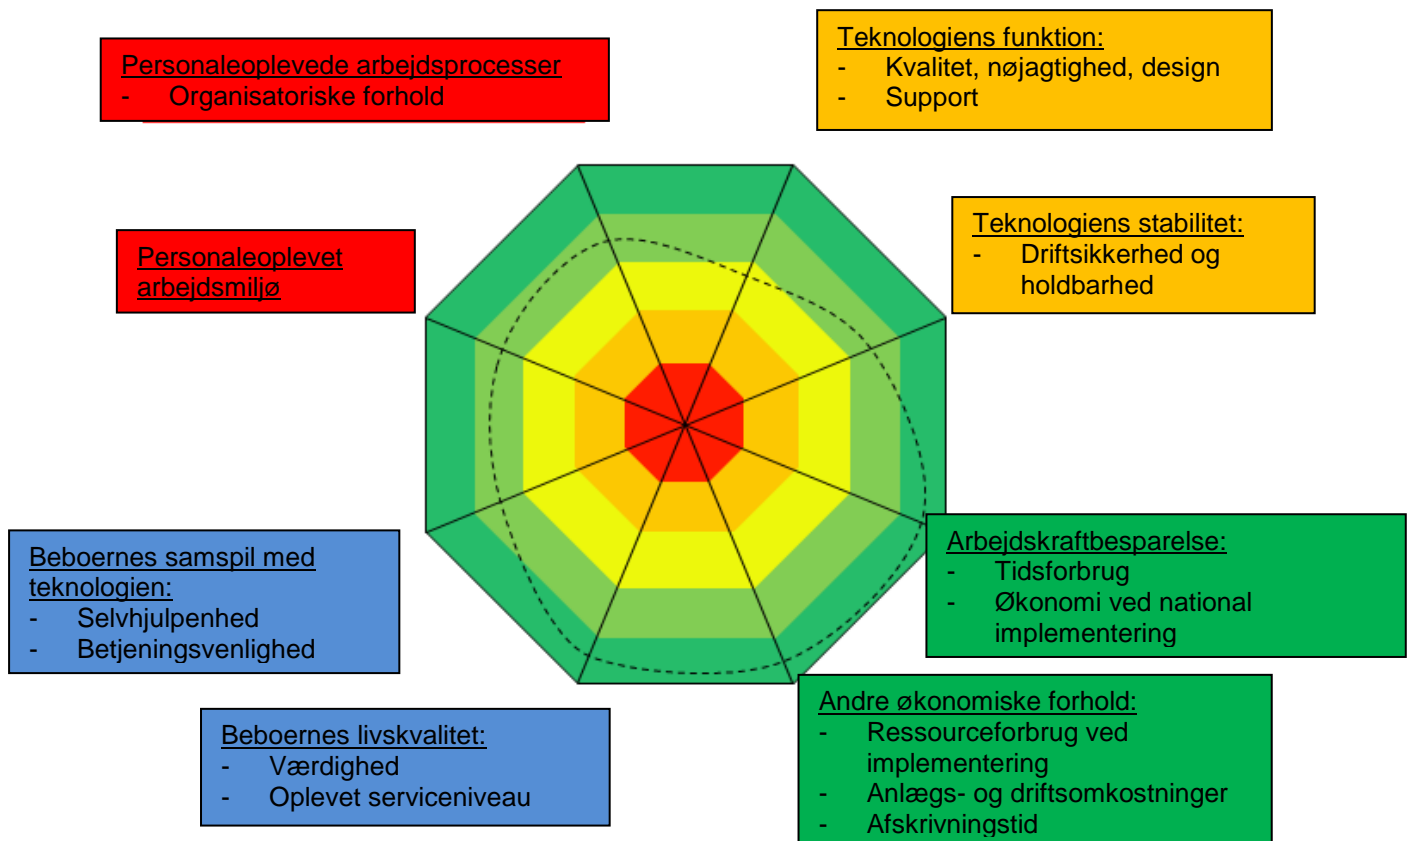 Personaleoplevede arbejdsprocesser
- Organisatoriske forhold
Teknologiens funktion:
- Kvalitet, nøjagtighed, design
- Support
Personaleoplevet
arbejdsmiljø
Teknologiens stabilitet:
- Driftsikkerhed og
holdbarhed
Beboernes samspil med
teknologien:
- Selvhjulpenhed
- Betjeningsvenlighed
Arbejdskraftbesparelse:
- Tidsforbrug
- Økonomi ved national
implementering
Beboernes livskvalitet:
- Værdighed
- Oplevet serviceniveau
Andre økonomiske forhold:
- Ressourceforbrug ved
implementering
- Anlægs- og driftsomkostninger
- Afskrivningstid